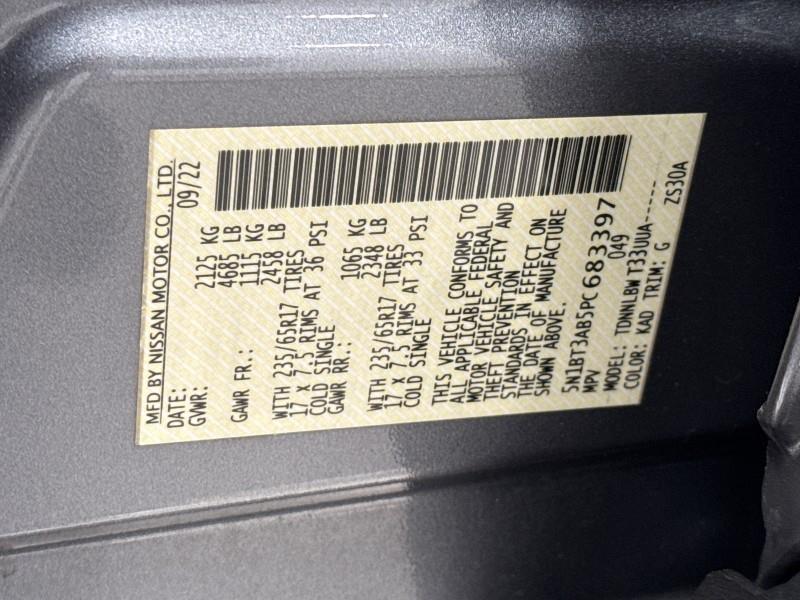 MFD BY NISSAN MOTOR CO., LTD.
DATE: 09/22
GVWR: 2125 KG
4685 LB
GAWR FR.: 1115 KG
2458 LB
WITH 235/65R17 TIRES
17 X 7.5 RIMS AT 36 PSI
COLD SINGLE
GAWR RR.: 1065 KG
2348 LB
WITH 235/65R17 TIRES
17 X 7.5 RIMS AT 33 PSI
COLD SINGLE
THIS VEHICLE CONFORMS TO
ALL APPLICABLE FEDERAL
MOTOR VEHICLE SAFETY AND
THEFT PREVENTION
STANDARDS IN EFFECT ON
THE DATE OF MANUFACTURE
SHOWN ABOVE.
5N1BT3AB5PC683397
MPV 049
MODEL: TDNNLBW T33UUA------
COLOR: KAD TRIM: G ZS30A